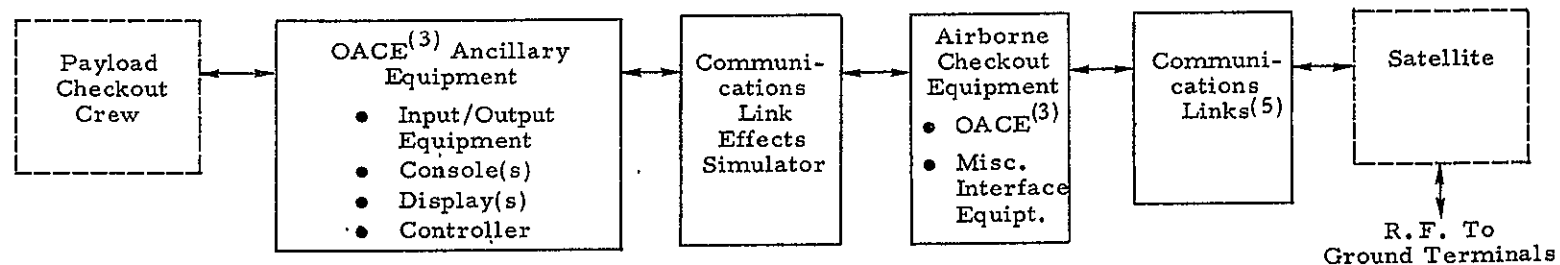 Payload
Checkout
Crew
OACE(3) Ancillary
Equipment
• Input/Output
Equipment
• Console(s)
• Display(s)
• Controller
Communi-
cations
Link
Effects
Simulator
Airborne
Checkout
Equipment
• OACE(3)
• Misc.
Interface
Equipt.
Communi-
cations
Links(5)
Satellite
R.F. To
Ground Terminals